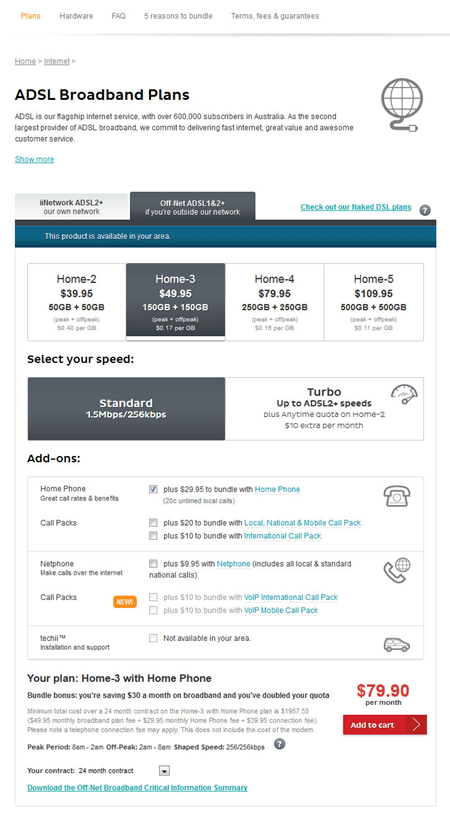 Plans Hardware FAQ 5 reasons to bundle Terms, fees & guarantees
Home > Internet >
ADSL Broadband Plans
ADSL is our flagship internet service, with over 600,000 subscribers in Australia. As the second
largest provider of ADSL broadband, we commit to delivering fast internet, great value and awesome
customer service.
Show more
iiNetwork ADSL2+
our own network
Off-Net ADSL1&2+
if you're outside our network
Check out our Naked DSL plans ?
This product is available in your area.
Home-2
$39.95
50GB + 50GB
(peak + offpeak)
$0.40 per GB
Home-3
$49.95
150GB + 150GB
(peak + offpeak)
$0.17 per GB
Home-4
$79.95
250GB + 250GB
(peak + offpeak)
$0.16 per GB
Home-5
$109.95
500GB + 500GB
(peak + offpeak)
$0.11 per GB
Select your speed:
Standard
1.5Mbps/256kbps
Turbo
Up to ADSL2+ speeds
plus Anytime quota on Home-2
$10 extra per month
Add-ons:
Home Phone
Great call rates & benefits
plus $29.95 to bundle with Home Phone
(20c untimed local calls)
Call Packs
plus $20 to bundle with Local, National & Mobile Call Pack
plus $10 to bundle with International Call Pack
Netphone
Make calls over the internet
plus $9.95 with Netphone (includes all local & standard
national calls)
Call Packs
NEW!
plus $10 to bundle with VoIP International Call Pack
plus $10 to bundle with VoIP Mobile Call Pack
techii™
Installation and support
Not available in your area.
Your plan: Home-3 with Home Phone
Bundle bonus: you're saving $30 a month on broadband and you've doubled your quota
Minimum total cost over a 24 month contract on the Home-3 with Home Phone plan is $1957.55
($49.95 monthly broadband plan fee + $29.95 monthly Home Phone fee + $39.95 connection fee).
Please note a telephone connection fee may apply. This does not include the cost of the modem
Peak Period: 8am - 2am Off-Peak: 2am - 8am Shaped Speed: 256/256kbps ?
$79.90
per month
Add to cart
Your contract: 24 month contract
Download the Off-Net Broadband Critical Information Summary